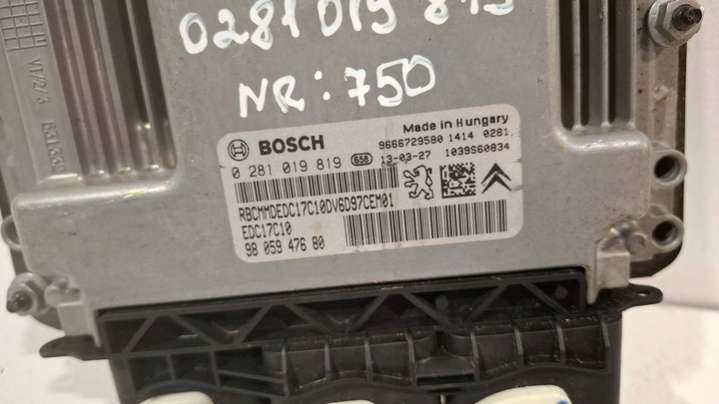 0281 019 819
NR: 750
BOSCH
Made in Hungary
9666729580 1414 0281
0 281 019 819 658 13-03-27 1039S60834
RBCMMDEDC17C10DV6D97CEM01
EDC17C10
98 059 476 80